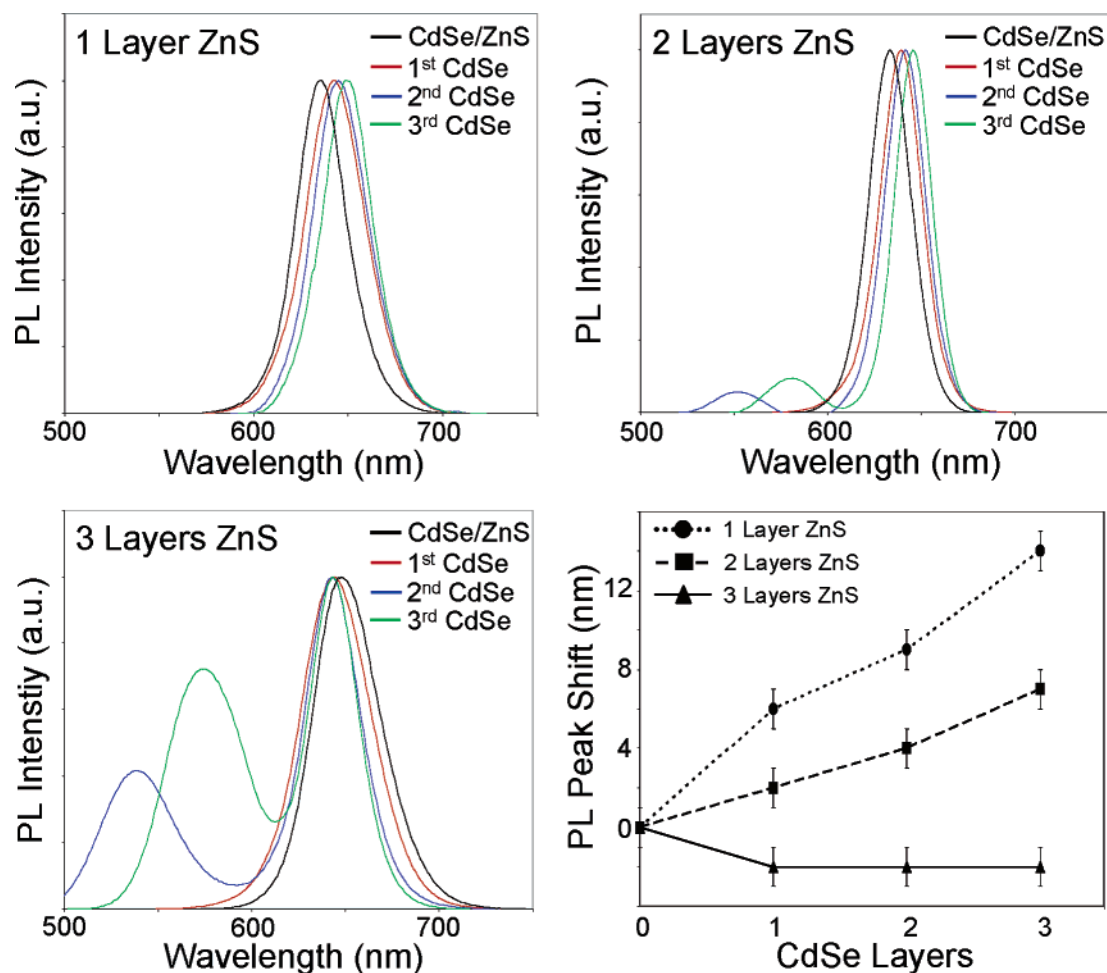 1 Layer ZnS
CdSe/ZnS
1st CdSe
2nd CdSe
3rd CdSe
PL Intensity (a.u.)
500
600
700
Wavelength (nm)
2 Layers ZnS
CdSe/ZnS
1st CdSe
2nd CdSe
3rd CdSe
PL Intensity (a.u.)
500
600
700
Wavelength (nm)
3 Layers ZnS
CdSe/ZnS
1st CdSe
2nd CdSe
3rd CdSe
PL Intenstiy (a.u.)
500
600
700
Wavelength (nm)
1 Layer ZnS
2 Layers ZnS
3 Layers ZnS
PL Peak Shift (nm)
12
8
4
0
0
1
2
3
CdSe Layers